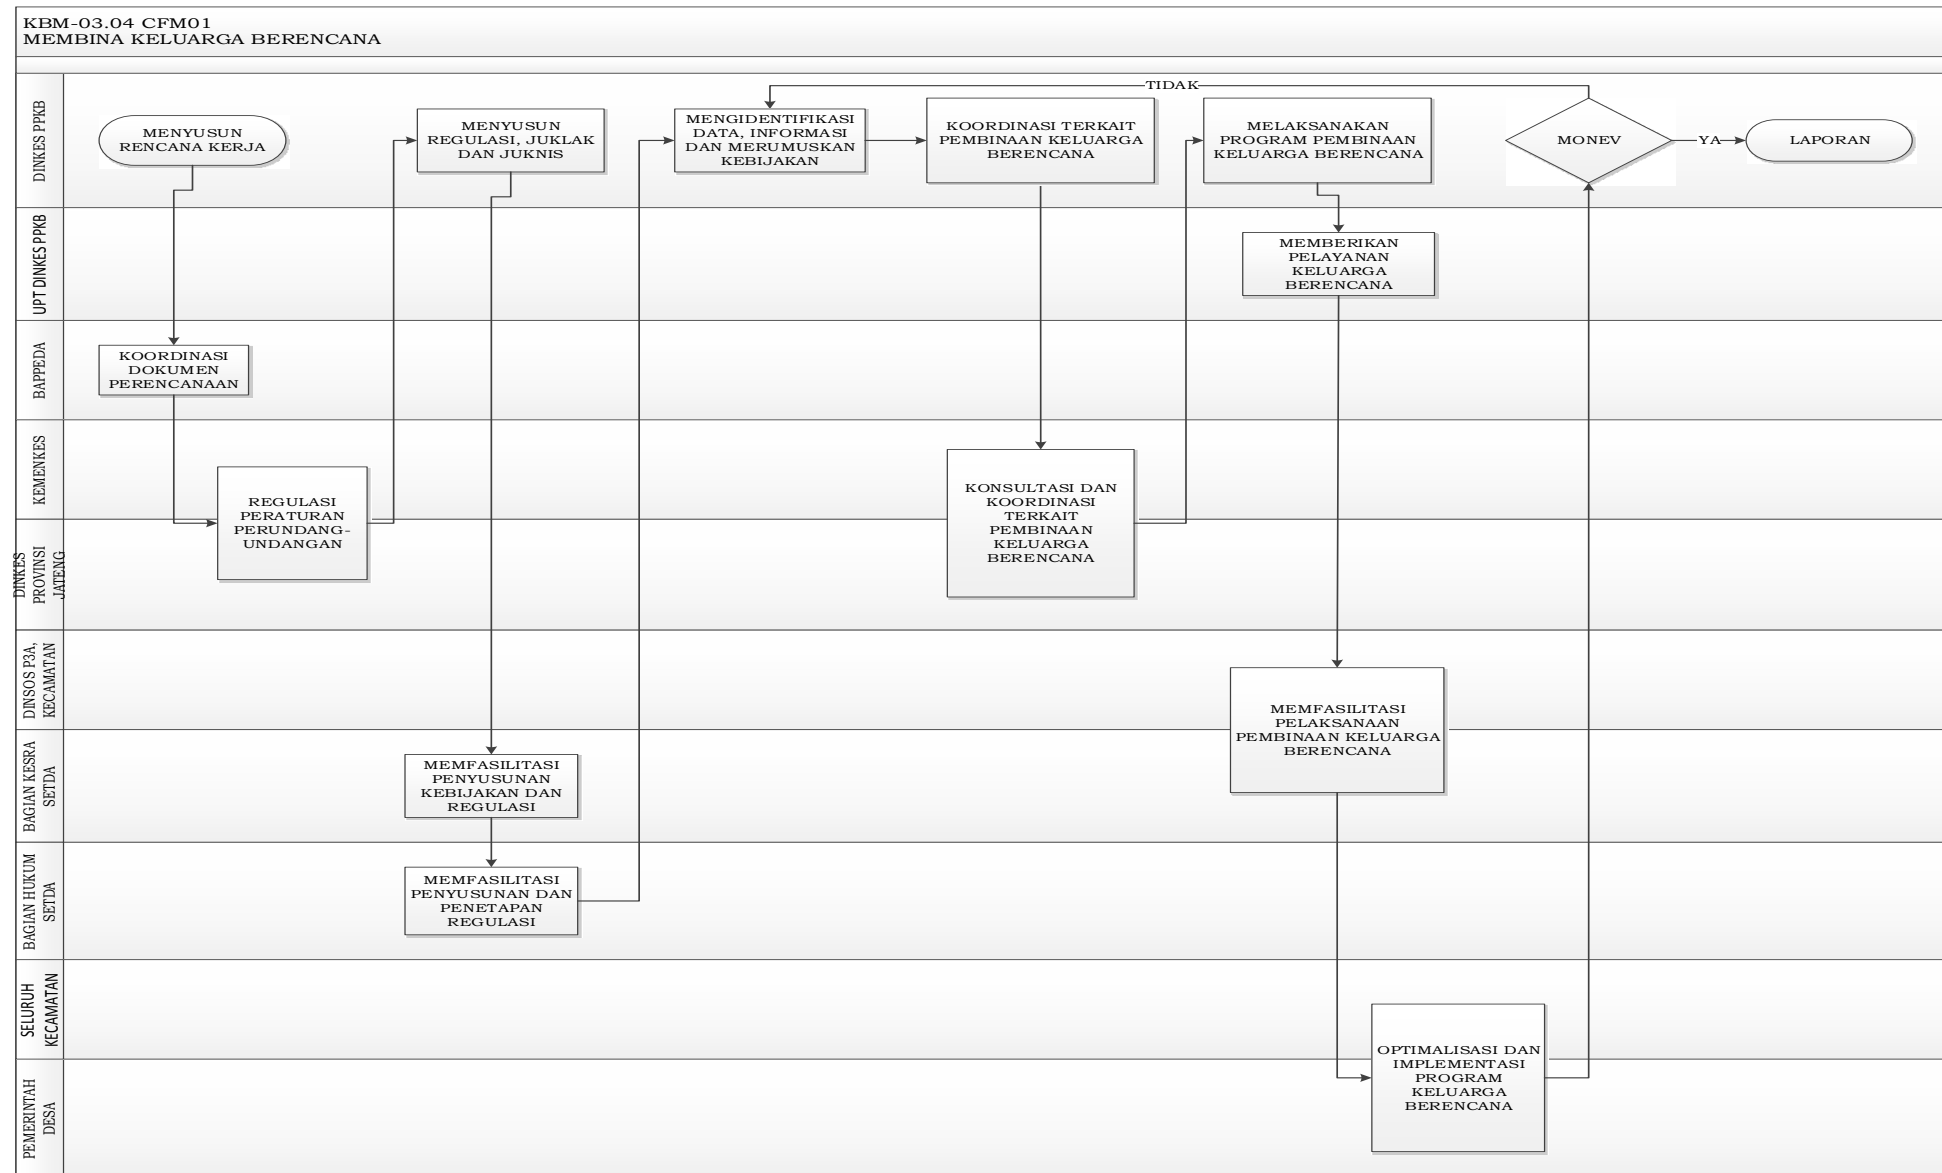 KBM-03.04 CFM01
MEMBINA KELUARGA BERENCANA
DINKES PPKB
MENYUSUN
RENCANA KERJA
MENYUSUN
REGULASI, JUKLAK
DAN JUKNIS
MENGIDENTIFIKASI
DATA, INFORMASI
DAN MERUMUSKAN
KEBIJAKAN
TIDAK
KOORDINASI TERKAIT
PEMBINAAN KELUARGA
BERENCANA
MELAKSANAKAN
PROGRAM PEMBINAAN
KELUARGA BERENCANA
MONEV
YA
LAPORAN
UPT DINKES PPKB
MEMBERIKAN
PELAYANAN
KELUARGA
BERENCANA
BAPPEDA
KOORDINASI
DOKUMEN
PERENCANAAN
KEMENKES
REGULASI
PERATURAN
PERUNDANG-
UNDANGAN
KONSULTASI DAN
KOORDINASI
TERKAIT
PEMBINAAN
KELUARGA
BERENCANA
DINKES
PROVINSI
JATENG
DINSOS P3A,
KECAMATAN
MEMFASILITASI
PELAKSANAAN
PEMBINAAN KELUARGA
BERENCANA
BAGIAN KESRA
SETDA
MEMFASILITASI
PENYUSUNAN
KEBIJAKAN DAN
REGULASI
BAGIAN HUKUM
SETDA
MEMFASILITASI
PENYUSUNAN DAN
PENETAPAN
REGULASI
SELURUH
KECAMATAN
OPTIMALISASI DAN
IMPLEMENTASI
PROGRAM
KELUARGA
BERENCANA
PEMERINTAH
DESA